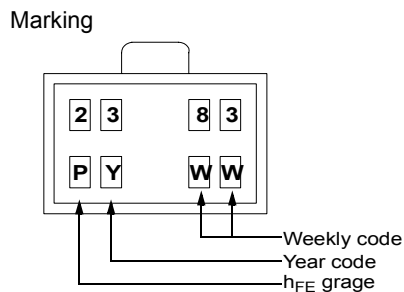 Marking
2 3 8 3
P Y W W
Weekly code
Year code
hFE grage